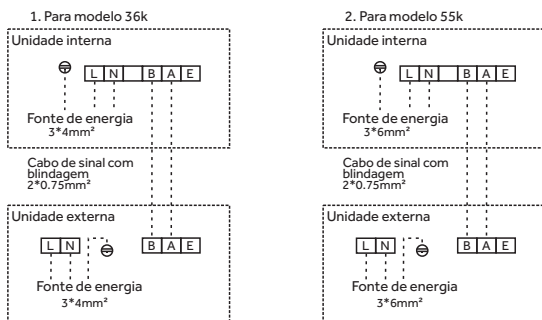 1. Para modelo 36k
Unidade interna
L N B A E
Fonte de energia
3*4mm²
Cabo de sinal com
blindagem
2*0.75mm²
Unidade externa
L N B A E
Fonte de energia
3*4mm²
2. Para modelo 55k
Unidade interna
L N B A E
Fonte de energia
3*6mm²
Cabo de sinal com
blindagem
2*0.75mm²
Unidade externa
L N B A E
Fonte de energia
3*6mm²